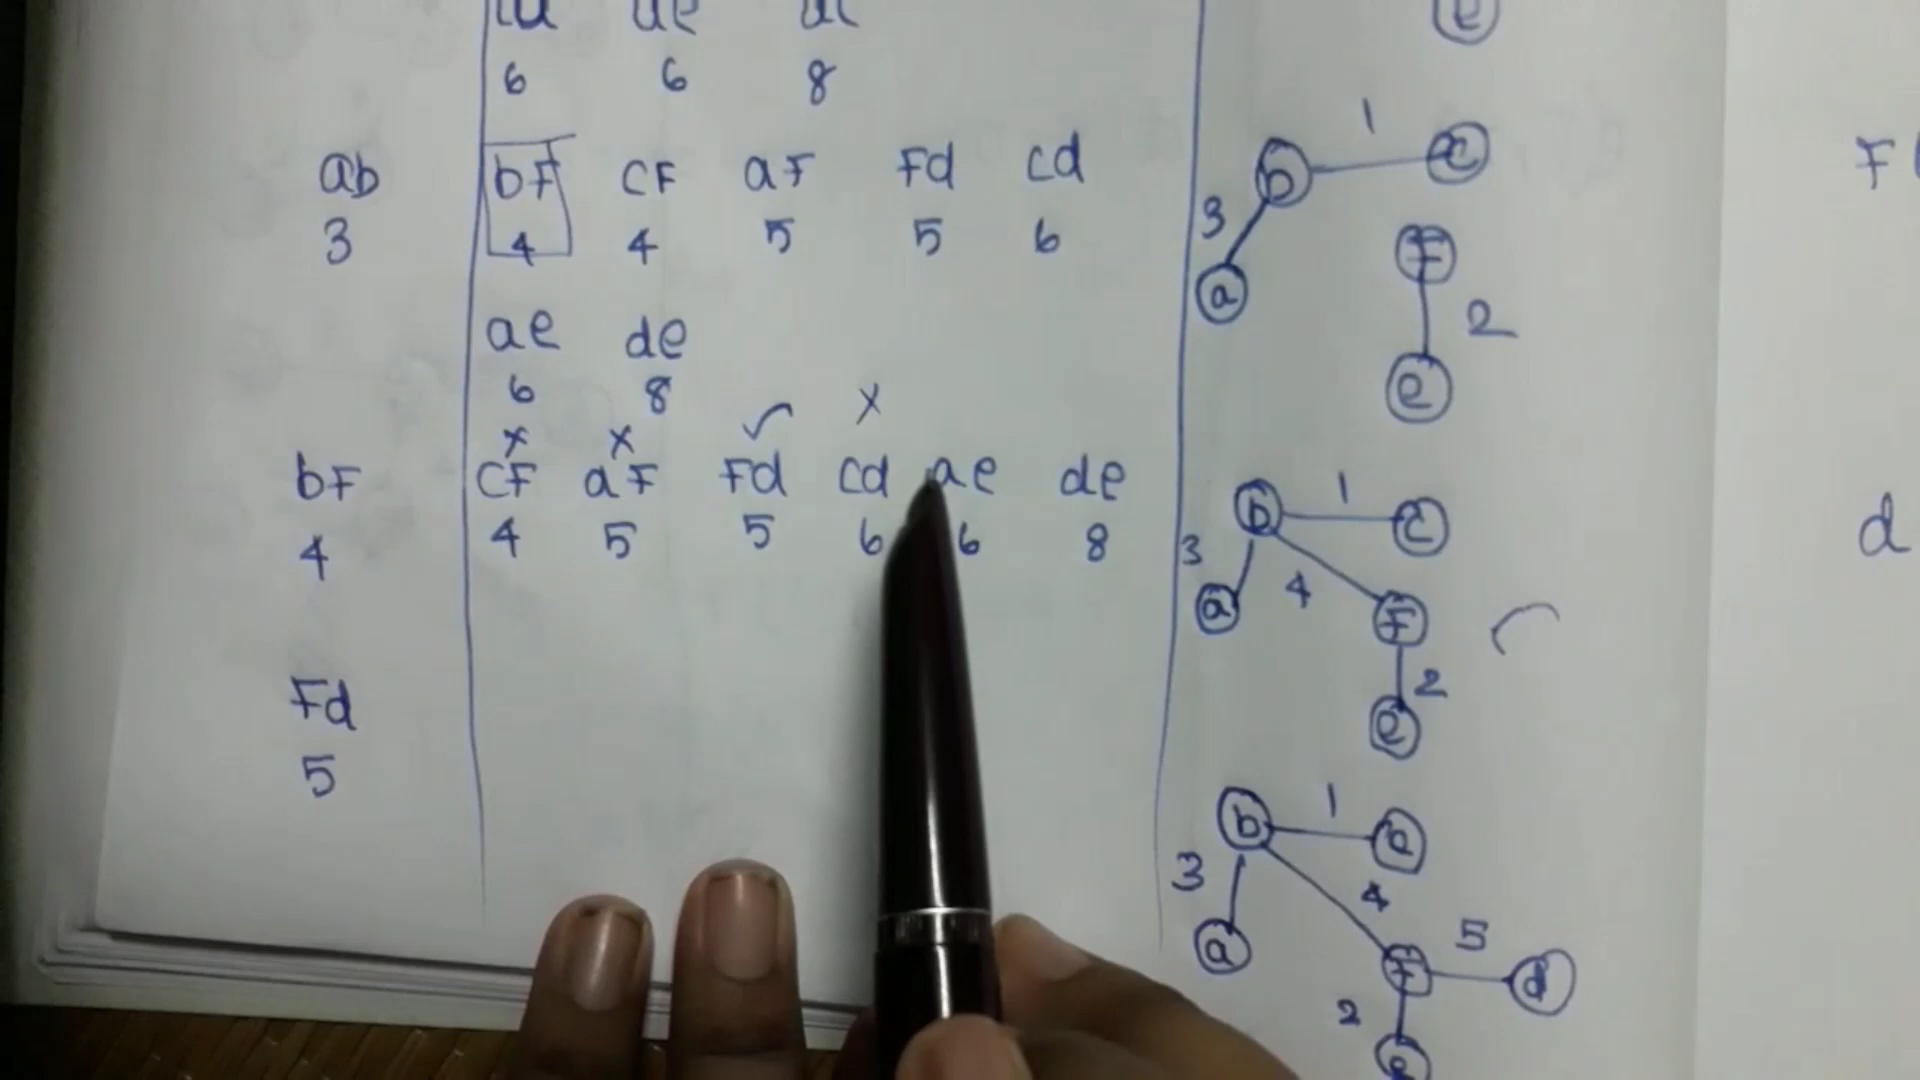 6 6 8
ab bF CF aF Fd cd
3 4 4 5 5 6
ae de
6 8
x x ✓ x
bF CF aF Fd cd ae de
4 4 5 5 6 6 8
Fd
5
e
1
b c
3
a
F
2
e
b 1 c
3 4
a F
2
e
b 1
3 4
a F 5 d
2
F
d